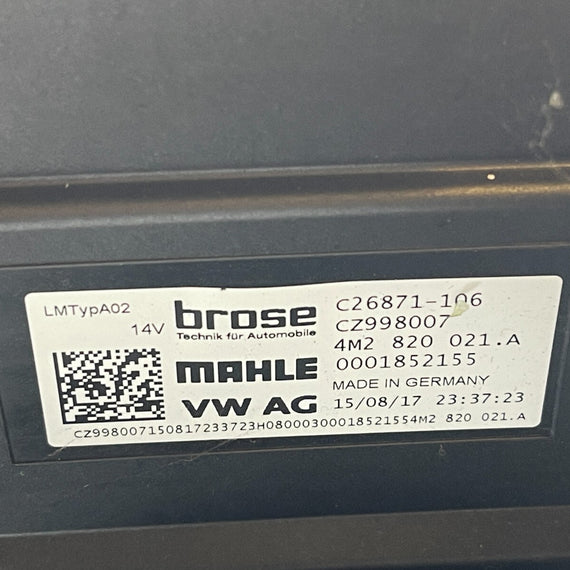 LMTypA02
14V
brose
Technik für Automobile
MAHLE
VW AG
C26871-106
CZ998007
4M2 820 021.A
0001852155
MADE IN GERMANY
15/08/17 23:37:23
CZ998007150817233723H08000300018521554M2 820 021.A